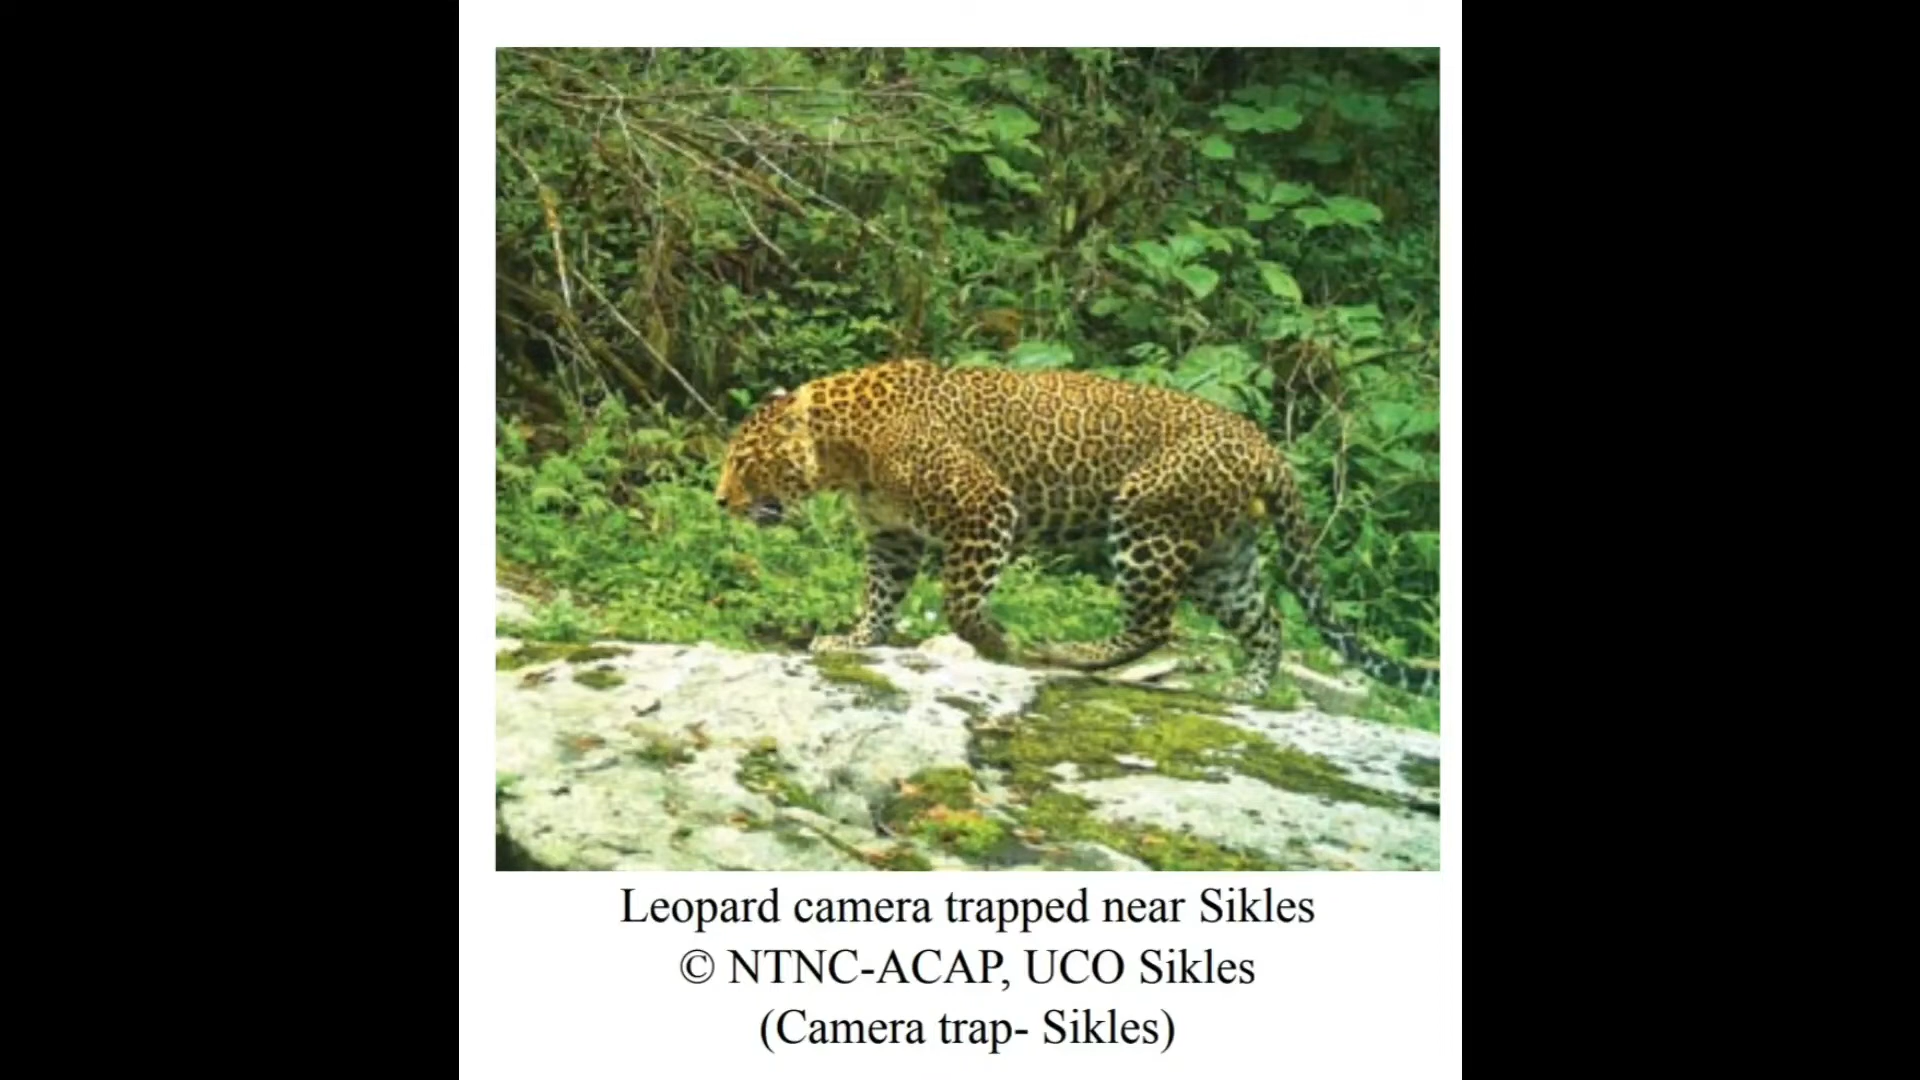 Leopard camera trapped near Sikles
© NTNC-ACAP, UCO Sikles
(Camera trap- Sikles)